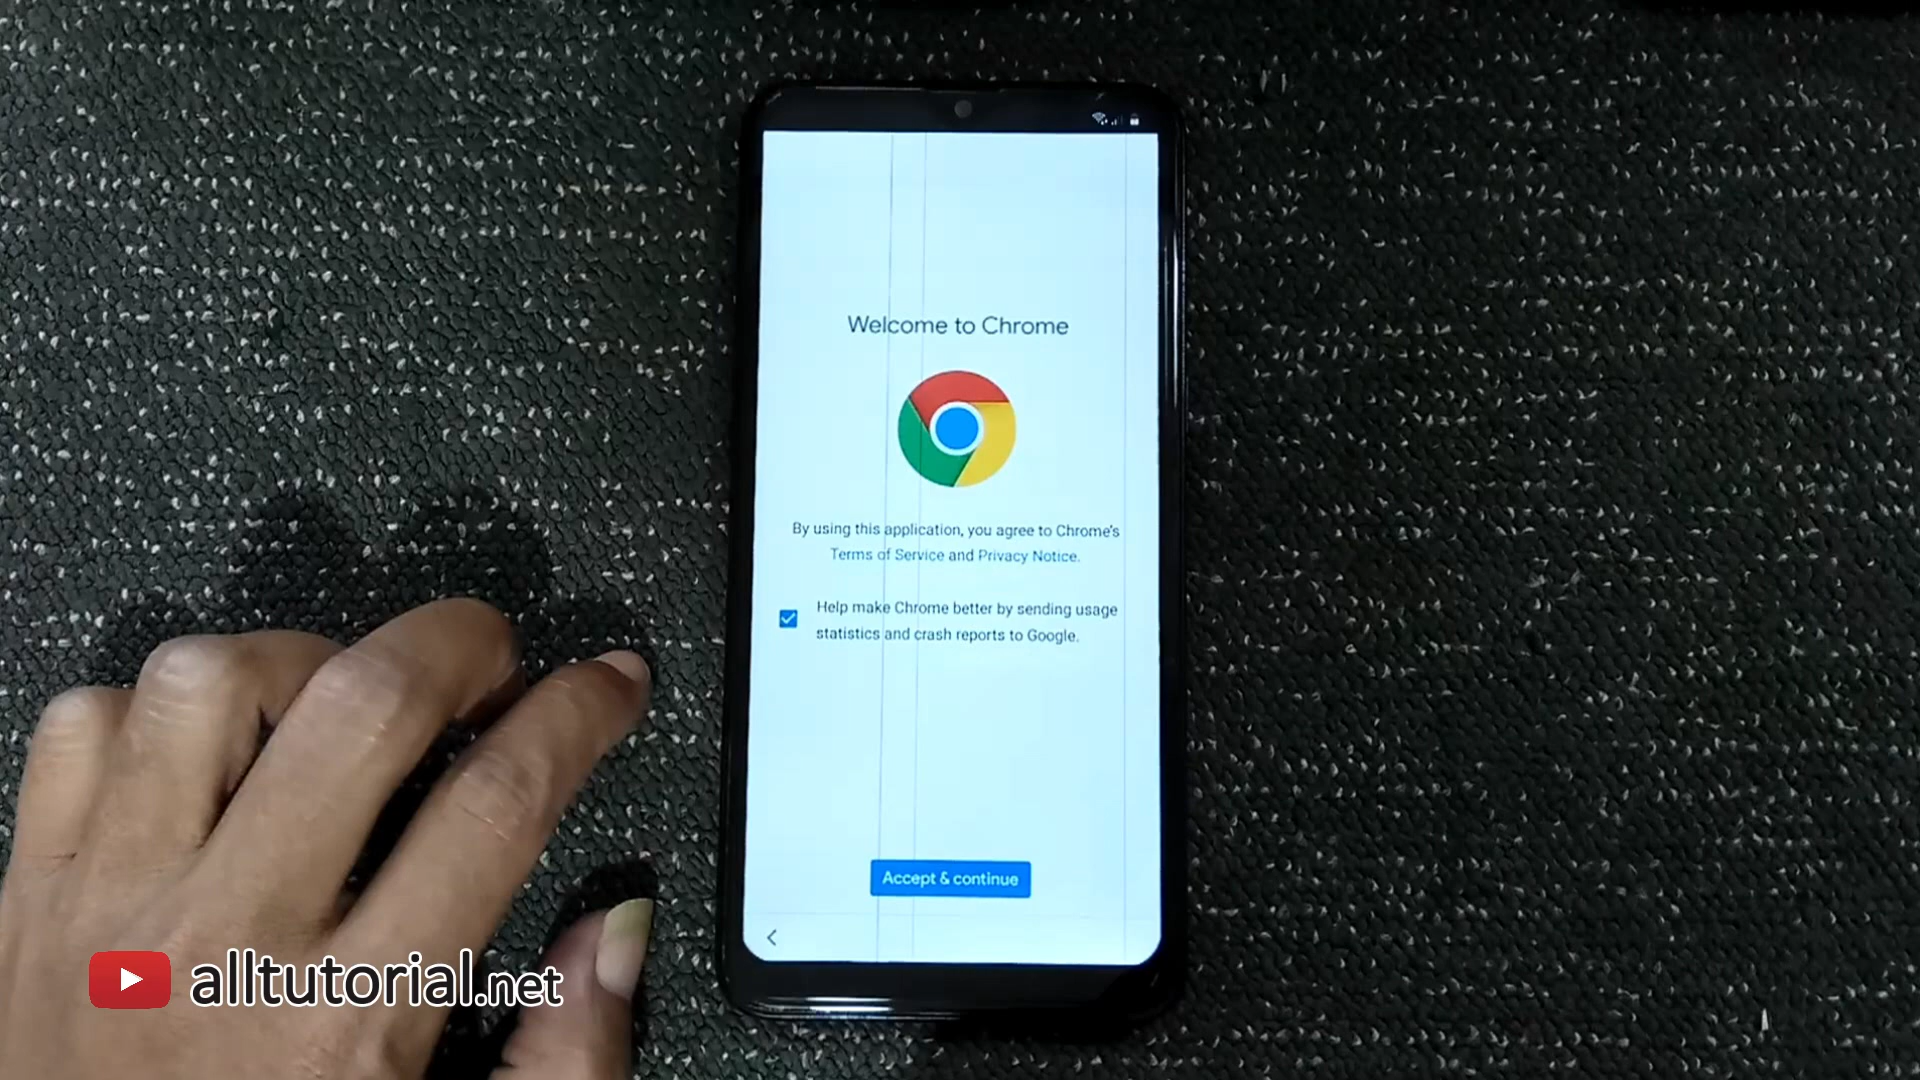 Welcome to Chrome
By using this application, you agree to Chrome's
Terms of Service and Privacy Notice.
Help make Chrome better by sending usage
statistics and crash reports to Google.
Accept & continue
alltutorial.net